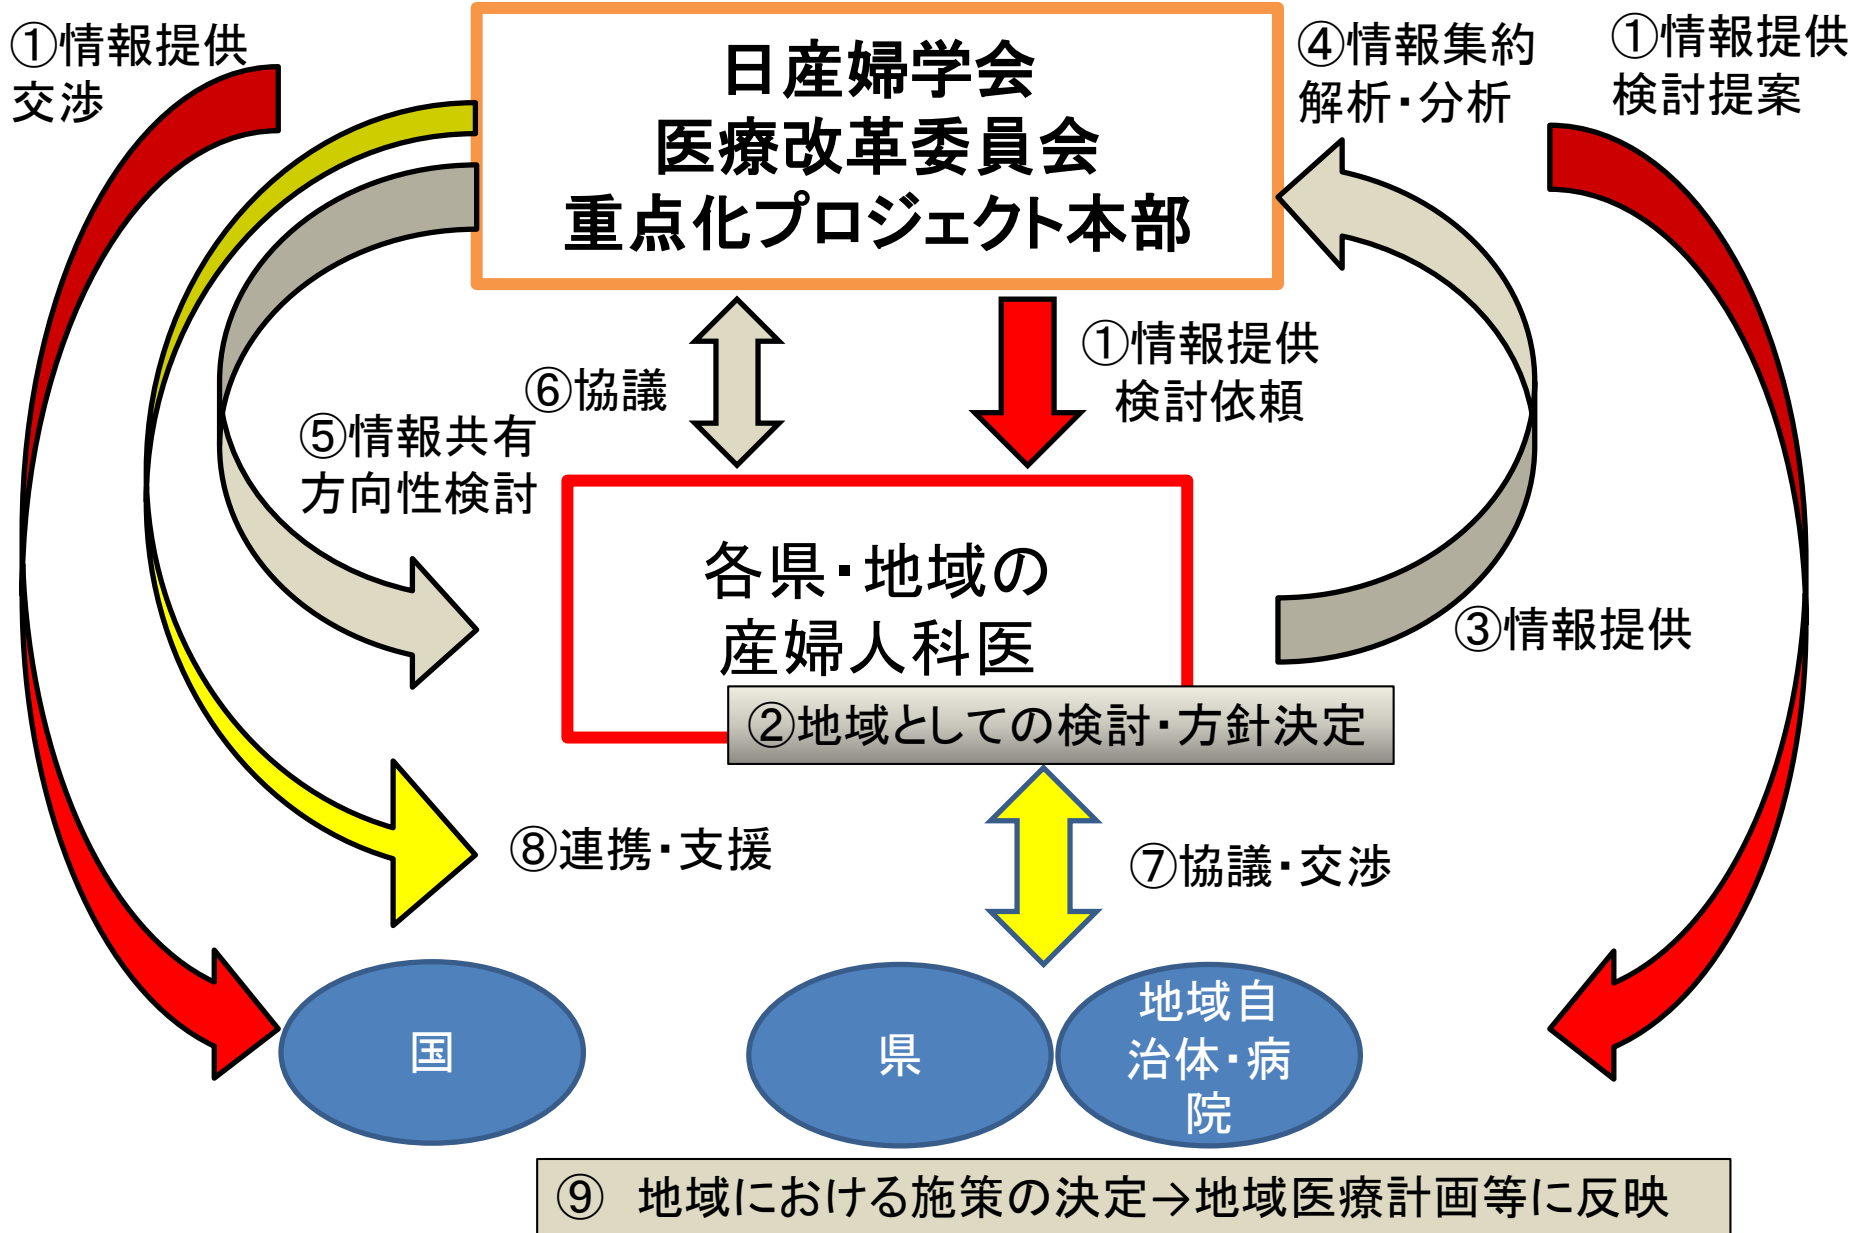 ①情報提供
交渉
日産婦学会
医療改革委員会
重点化プロジェクト本部
④情報集約
解析・分析
①情報提供
検討提案
⑥協議
①情報提供
検討依頼
⑤情報共有
方向性検討
各県・地域の
産婦人科医
③情報提供
②地域としての検討・方針決定
⑧連携・支援
⑦協議・交渉
国
県
地域自
治体・病
院
⑨　地域における施策の決定→地域医療計画等に反映